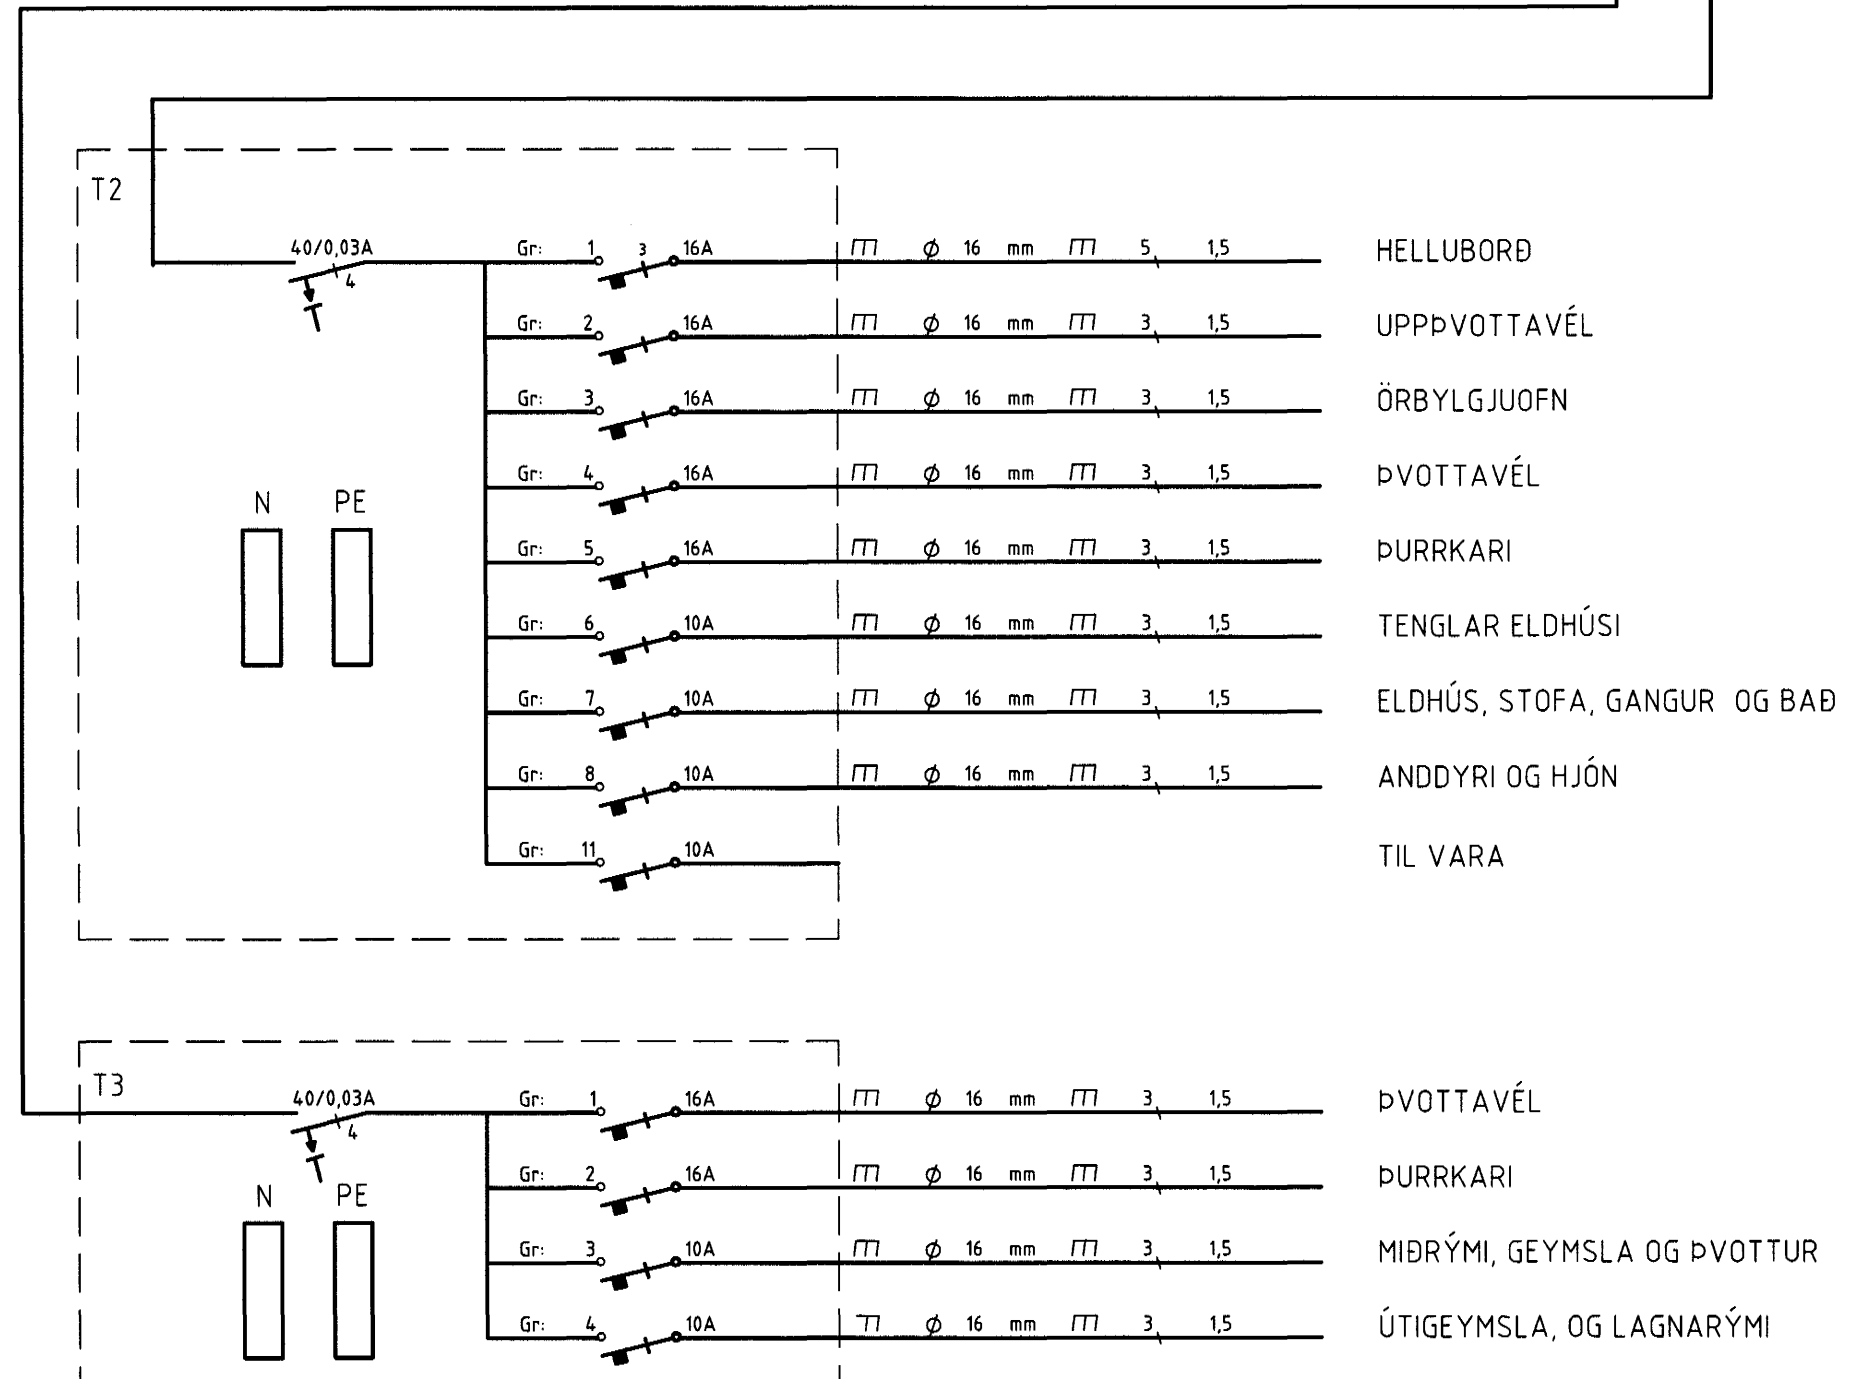 T2
40/0,03A
4
Gr: 1 3 16A ϕ 16 mm 5 1,5 HELLUBORÐ
Gr: 2 16A ϕ 16 mm 3 1,5 UPPÞVOTTAVÉL
Gr: 3 16A ϕ 16 mm 3 1,5 ÖRBYLGJUOFN
Gr: 4 16A ϕ 16 mm 3 1,5 ÞVOTTAVÉL
N PE
Gr: 5 16A ϕ 16 mm 3 1,5 ÞURRKARI
Gr: 6 10A ϕ 16 mm 3 1,5 TENGLAR ELDHÚSI
Gr: 7 10A ϕ 16 mm 3 1,5 ELDHÚS, STOFA, GANGUR OG BAÐ
Gr: 8 10A ϕ 16 mm 3 1,5 ANDDYRI OG HJÓN
Gr: 11 10A TIL VARA
T3
40/0,03A
4
Gr: 1 16A ϕ 16 mm 3 1,5 ÞVOTTAVÉL
Gr: 2 16A ϕ 16 mm 3 1,5 ÞURRKARI
N PE
Gr: 3 10A ϕ 16 mm 3 1,5 MIÐRÝMI, GEYMSLA OG ÞVOTTUR
Gr: 4 10A ϕ 16 mm 3 1,5 ÚTIGEYMSLA, OG LAGNARÝMI